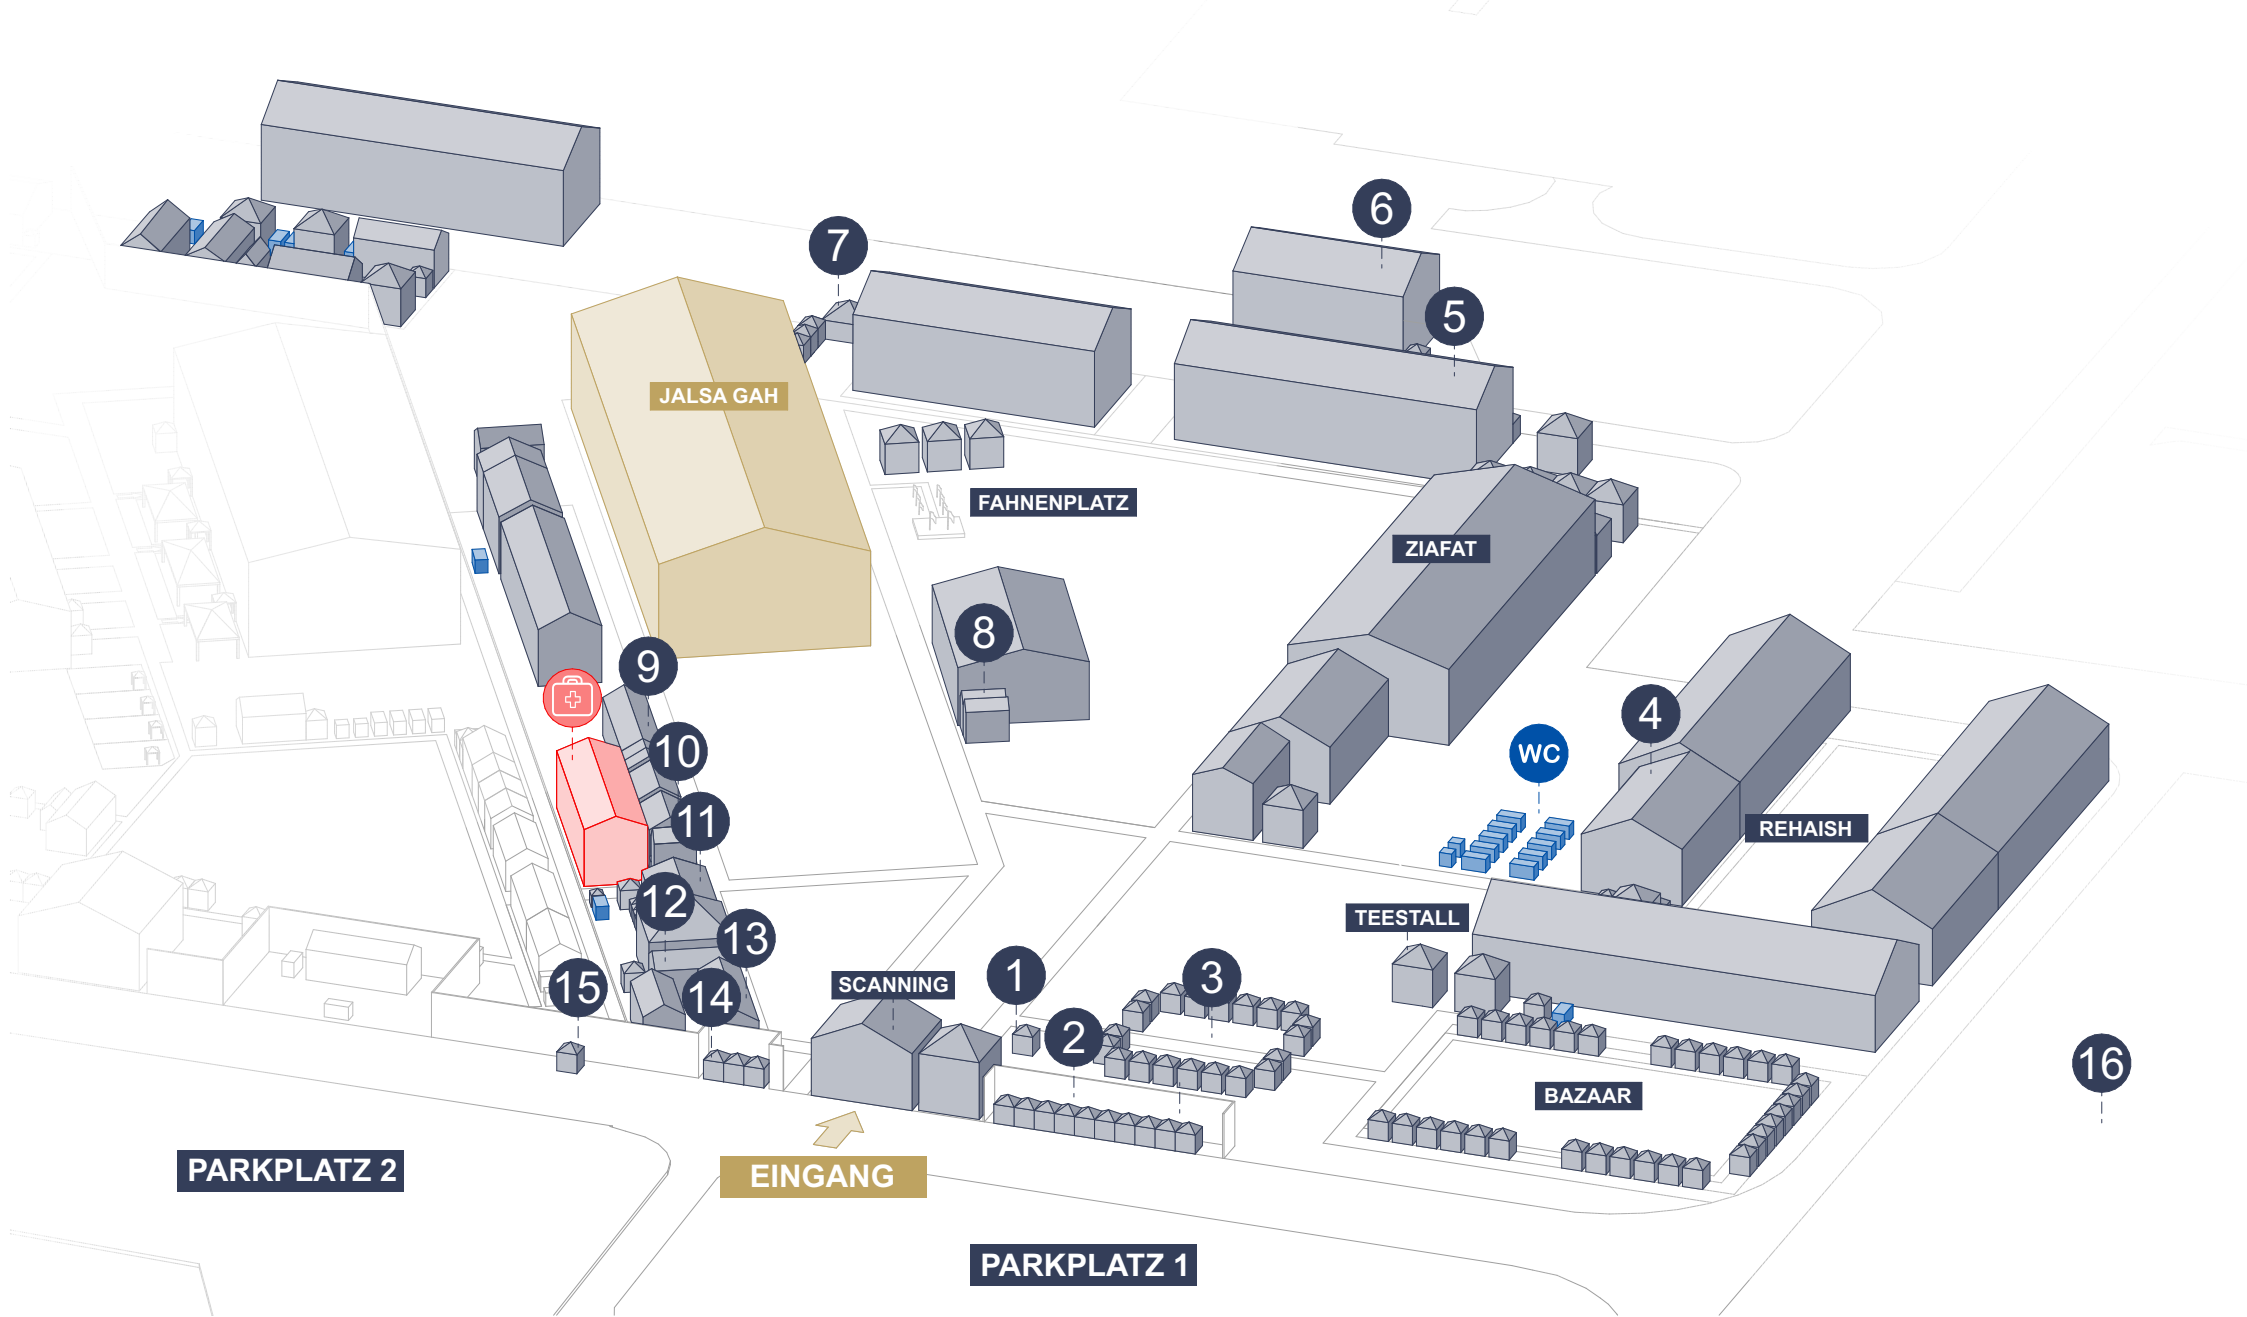 6
7
5
JALSA GAH
FAHNENPLATZ
ZIAFAT
8
9
4
10
WC
11
REHAISH
12
TEESTALL
13
1
3
SCANNING
15
14
2
16
BAZAAR
PARKPLATZ 2
EINGANG
PARKPLATZ 1